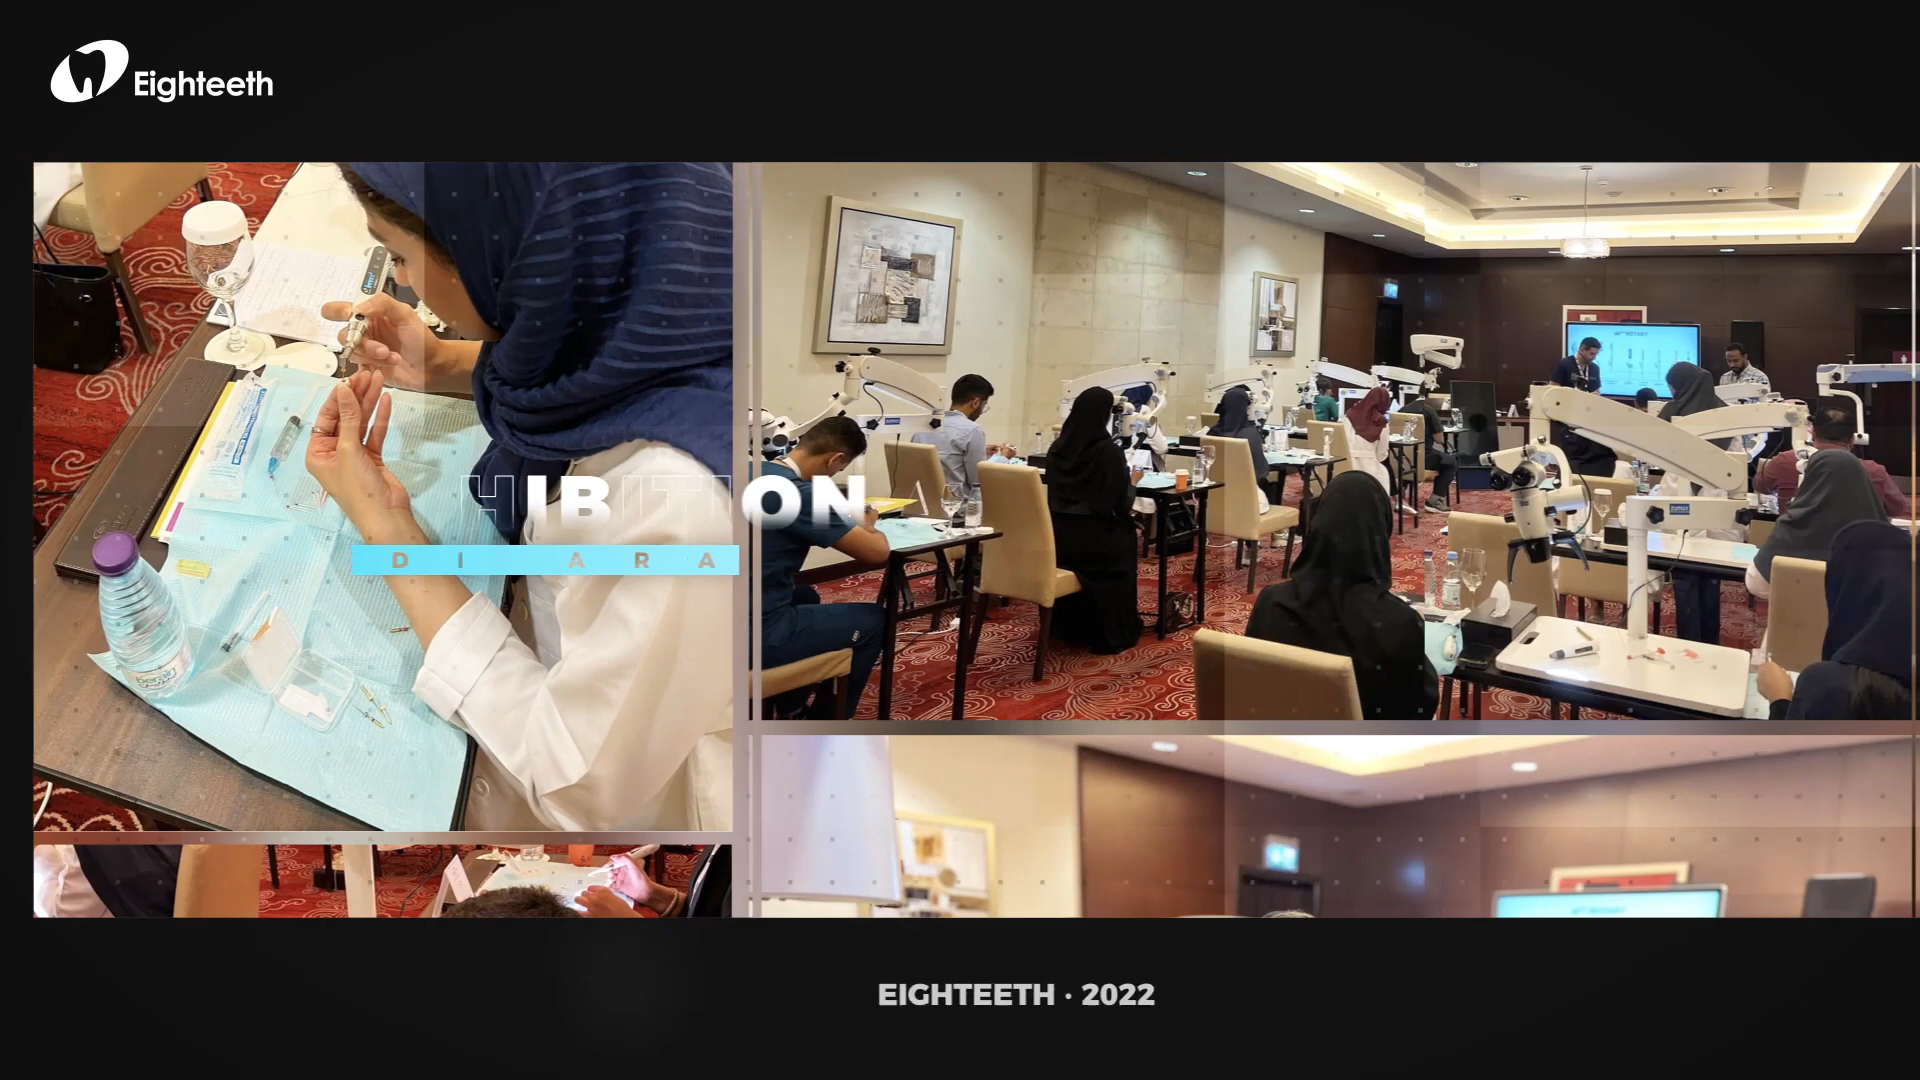 Eighteeth
HIBITION
D I A R A
EIGHTEETH · 2022